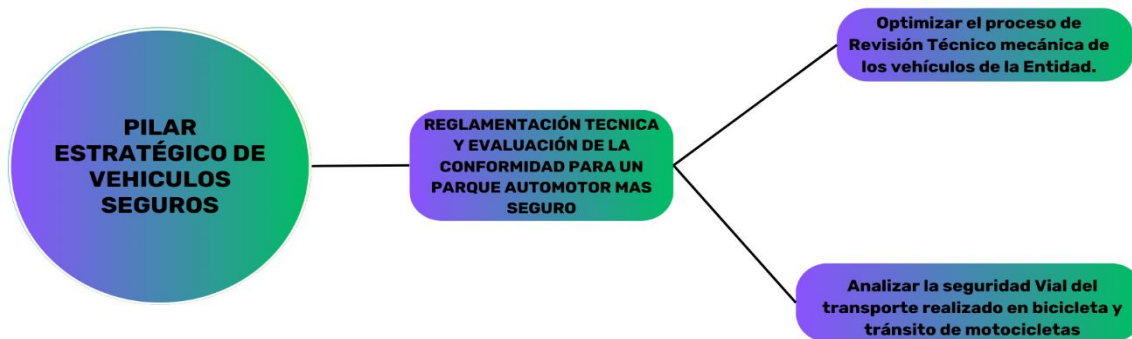 PILAR
ESTRATÉGICO DE
VEHICULOS
SEGUROS
REGLAMENTACIÓN TECNICA
Y EVALUACIÓN DE LA
CONFORMIDAD PARA UN
PARQUE AUTOMOTOR MAS
SEGURO
Optimizar el proceso de
Revisión Técnico mecánica de
los vehículos de la Entidad.
Analizar la seguridad Vial del
transporte realizado en bicicleta y
tránsito de motocicletas